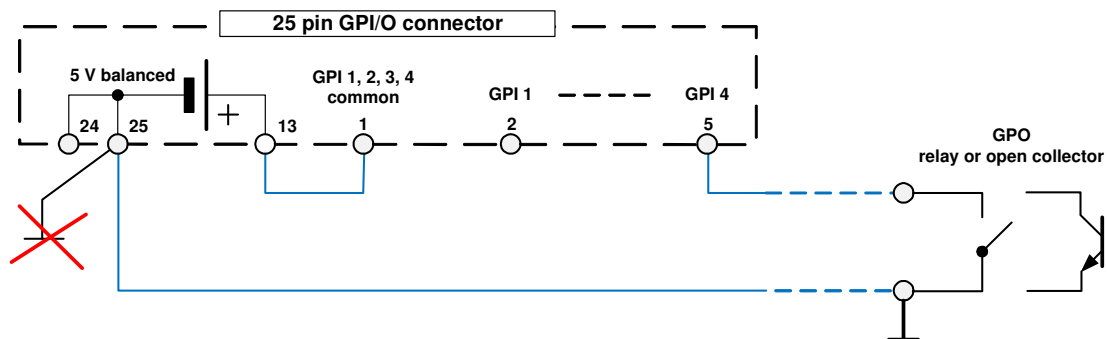 25 pin GPI/O connector
5 V balanced
GPI 1, 2, 3, 4
common
GPI 1
GPI 4
+
24
25
13
1
2
5
GPO
relay or open collector